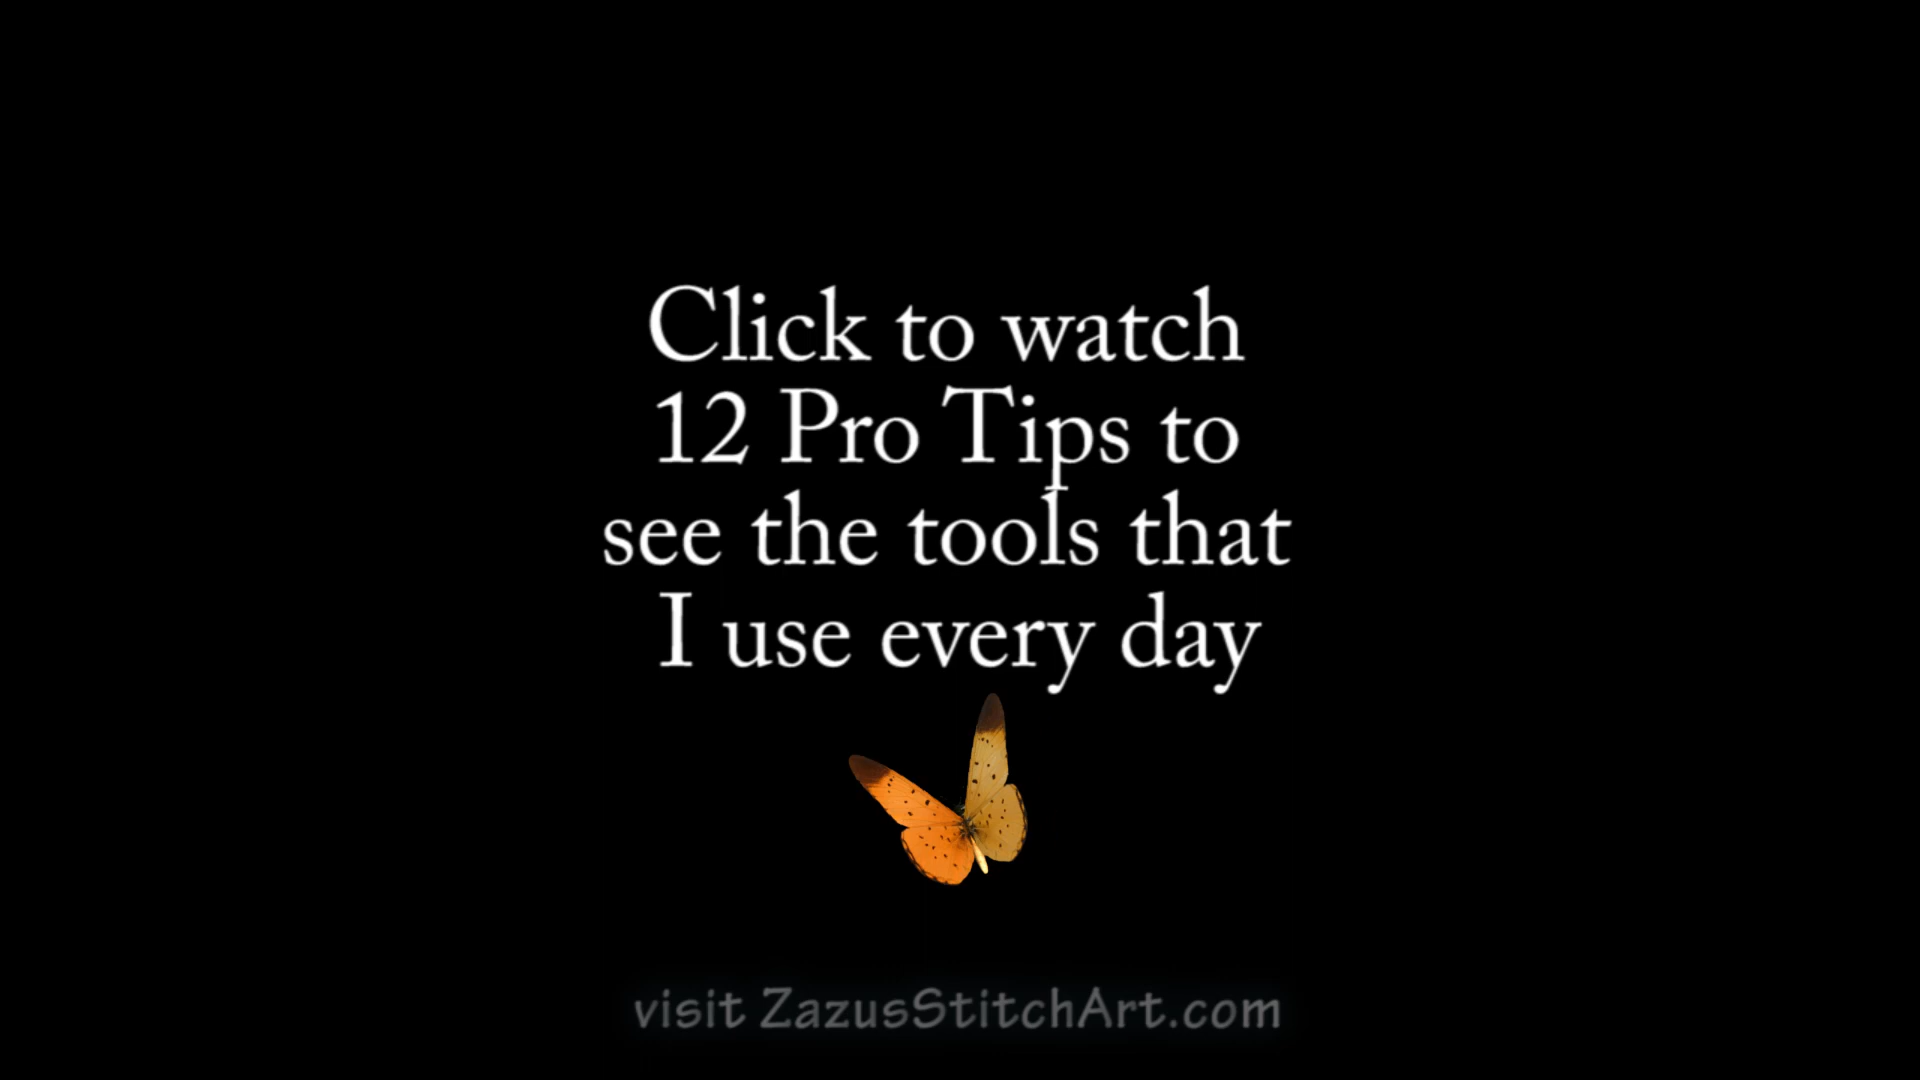 Click to watch
12 Pro Tips to
see the tools that
I use every day
visit ZazusStitchArt.com